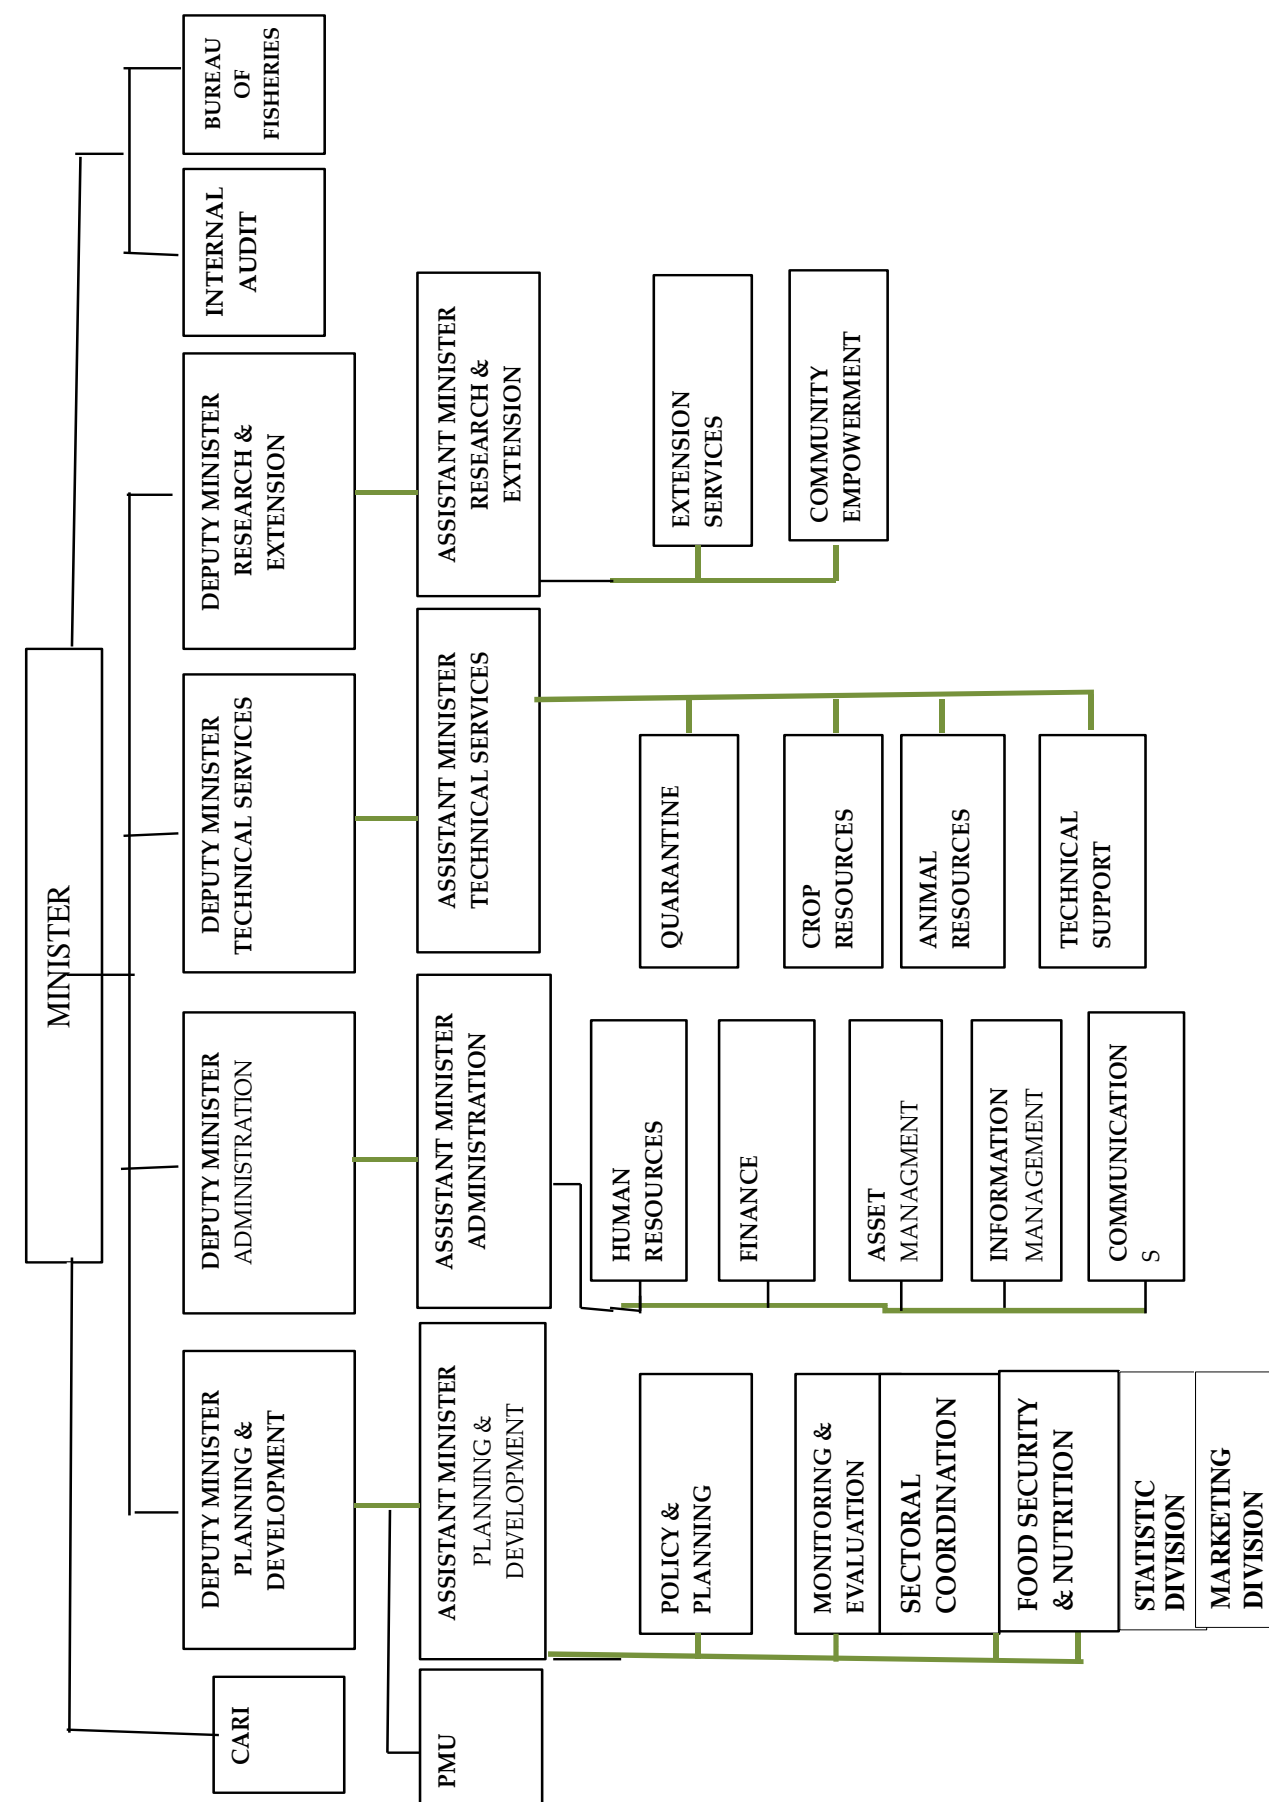 MINISTER
CARI
DEPUTY MINISTER
PLANNING &
DEVELOPMENT
DEPUTY MINISTER
ADMINISTRATION
DEPUTY MINISTER
TECHNICAL SERVICES
DEPUTY MINISTER
RESEARCH &
EXTENSION
INTERNAL
AUDIT
BUREAU
OF
FISHERIES
PMU
ASSISTANT MINISTER
PLANNING &
DEVELOPMENT
ASSISTANT MINISTER
ADMINISTRATION
ASSISTANT MINISTER
TECHNICAL SERVICES
ASSISTANT MINISTER
RESEARCH &
EXTENSION
POLICY &
PLANNING
MONITORING &
EVALUATION
SECTORAL
COORDINATION
FOOD SECURITY
& NUTRITION
STATISTIC
DIVISION
MARKETING
DIVISION
HUMAN
RESOURCES
FINANCE
ASSET
MANAGMENT
INFORMATION
MANAGEMENT
COMMUNICATION
S
QUARANTINE
CROP
RESOURCES
ANIMAL
RESOURCES
TECHNICAL
SUPPORT
EXTENSION
SERVICES
COMMUNITY
EMPOWERMENT